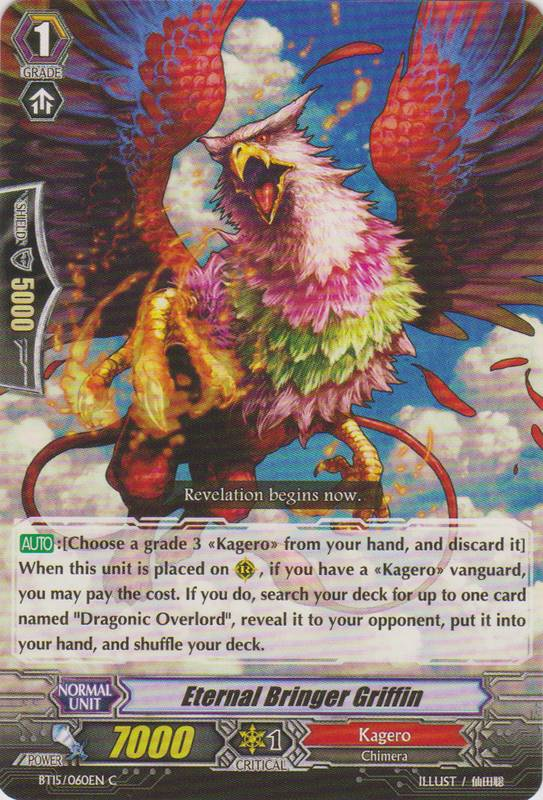 1
GRADE
SHIELD
5000
Revelation begins now.
AUTO:[Choose a grade 3 «Kagero» from your hand, and discard it]
When this unit is placed on , if you have a «Kagero» vanguard,
you may pay the cost. If you do, search your deck for up to one card
named "Dragonic Overlord", reveal it to your opponent, put it into
your hand, and shuffle your deck.
NORMAL
UNIT
Eternal Bringer Griffin
POWER
7000
1
CRITICAL
Kagero
Chimera
BT15/060EN C
ILLUST / 仙田聡